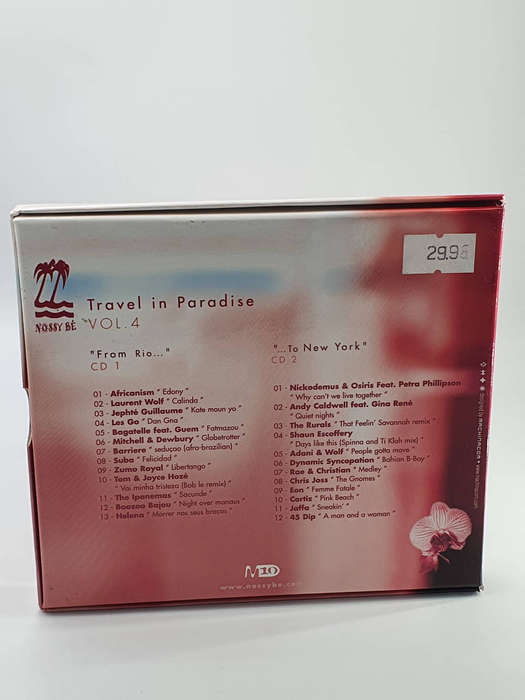 29.9
NOSSY BÉ
Travel in Paradise
VOL.4
"From Rio..."
CD 1
01 - Africanism " Edony "
02 - Laurent Wolf " Calinda "
03 - Jephté Guillaume " Kate moun yo "
04 - Les Go " Dan Gna "
05 - Bagatelle feat. Guem " Fatmazou "
06 - Mitchell & Dewbury " Globetrotter "
07 - Barriere " seduçao (afro-brazilian) "
08 - Suba " Felicidad "
09 - Zumo Royal " Libertango "
10 - Tom & Joyce Hozé
" Vai minha tristeza (Bob le remix) "
11 - The Ipanemas " Sacunde "
12 - Boozoo Bajou " Night over manaus "
13 - Helena " Morrer nos seus braços "
"...To New York"
CD 2
01 - Nickodemus & Osiris Feat. Petra Phillipson
" Why can't we live together "
02 - Andy Caldwell feat. Gina René
" Quiet nights "
03 - The Rurals " That Feelin' Savannah remix "
04 - Shaun Escoffery
" Days like this (Spinna and Ti Klah mix) "
05 - Adani & Wolf " People gotta move "
06 - Dynamic Syncopation " Bahian B-Boy "
07 - Rae & Christian " Medley "
08 - Chris Joss " The Gnomes "
09 - Eon " Femme Fatale "
10 - Cortix " Pink Beach "
11 - Jaffa " Sneakin' "
12 - 45 Dip " A man and a woman "
M10
www.nossybe.com